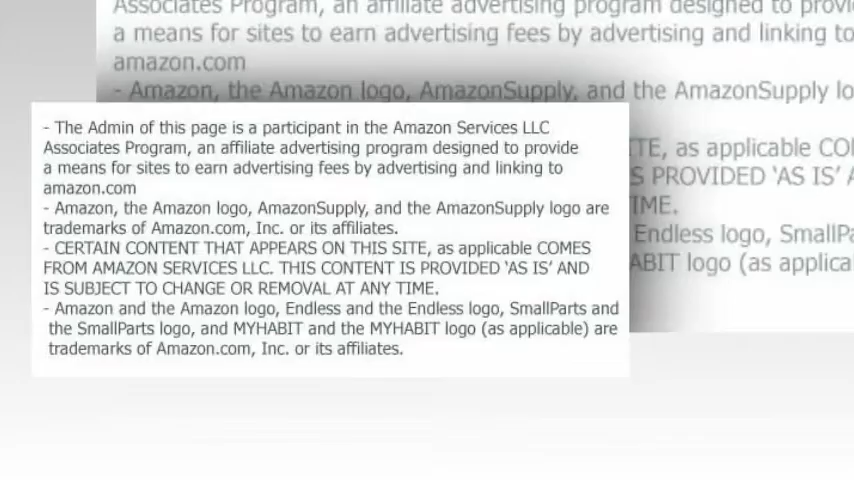 Associates Program, an affiliate advertising program designed to provi
a means for sites to earn advertising fees by advertising and linking to
amazon.com
- Amazon, the Amazon logo, AmazonSupply, and the AmazonSupply lo
TE, as applicable CO
S PROVIDED ‘AS IS’ A
IME.
Endless logo, SmallPa
ABIT logo (as applica
- The Admin of this page is a participant in the Amazon Services LLC
Associates Program, an affiliate advertising program designed to provide
a means for sites to earn advertising fees by advertising and linking to
amazon.com
- Amazon, the Amazon logo, AmazonSupply, and the AmazonSupply logo are
trademarks of Amazon.com, Inc. or its affiliates.
- CERTAIN CONTENT THAT APPEARS ON THIS SITE, as applicable COMES
FROM AMAZON SERVICES LLC. THIS CONTENT IS PROVIDED ‘AS IS’ AND
IS SUBJECT TO CHANGE OR REMOVAL AT ANY TIME.
- Amazon and the Amazon logo, Endless and the Endless logo, SmallParts and
the SmallParts logo, and MYHABIT and the MYHABIT logo (as applicable) are
trademarks of Amazon.com, Inc. or its affiliates.